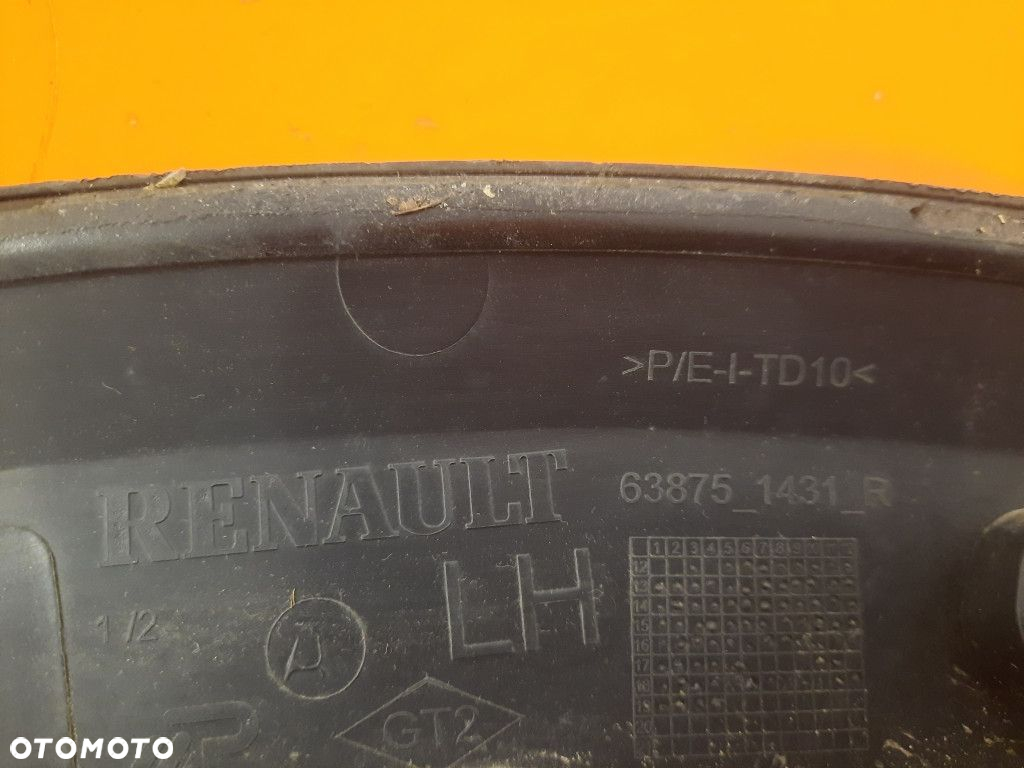 >P/E-I-TD10<
RENAULT
63875_1431_R
LH
1 /2
GT2
OTOMOTO